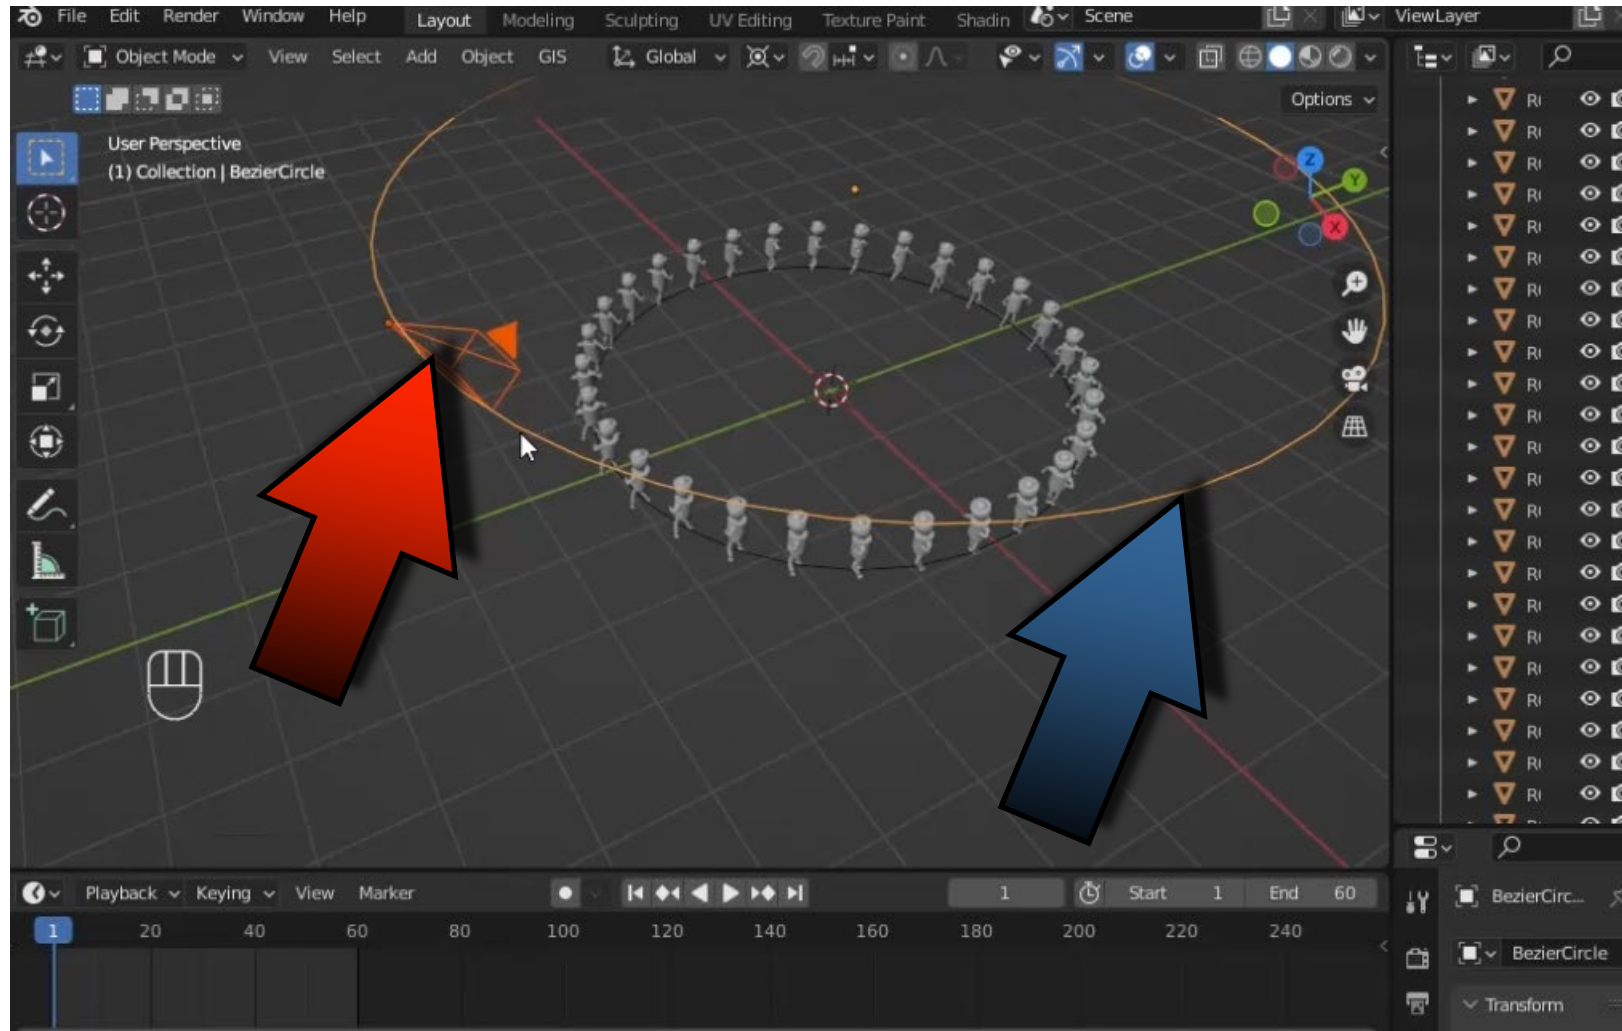 File Edit Render Window Help Layout Modeling Sculpting UV Editing Texture Paint Shadin Scene ViewLayer
Object Mode View Select Add Object GIS Global
Options
User Perspective
(1) Collection | BezierCircle
Z
Y
X
Playback Keying View Marker 1 Start 1 End 60
1 20 40 60 80 100 120 140 160 180 200 220 240
BezierCirc...
BezierCircle
Transform